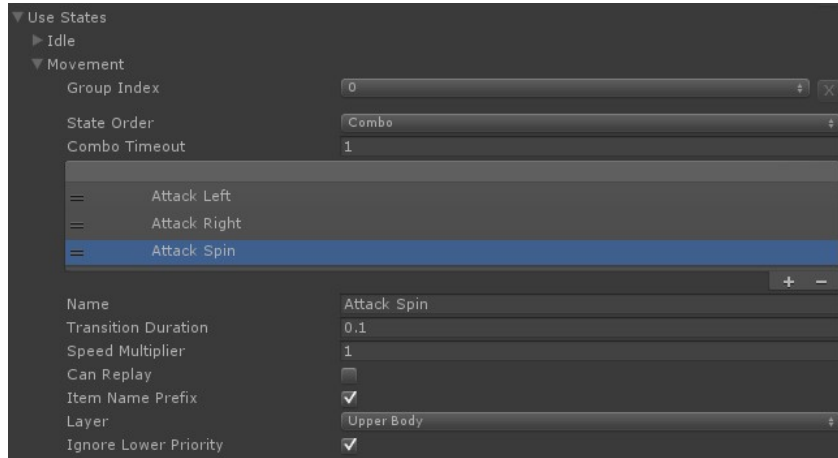 Use States
Idle
Movement
Group Index 0 X
State Order Combo
Combo Timeout 1
Attack Left
Attack Right
Attack Spin
+ −
Name Attack Spin
Transition Duration 0.1
Speed Multiplier 1
Can Replay
Item Name Prefix
Layer Upper Body
Ignore Lower Priority